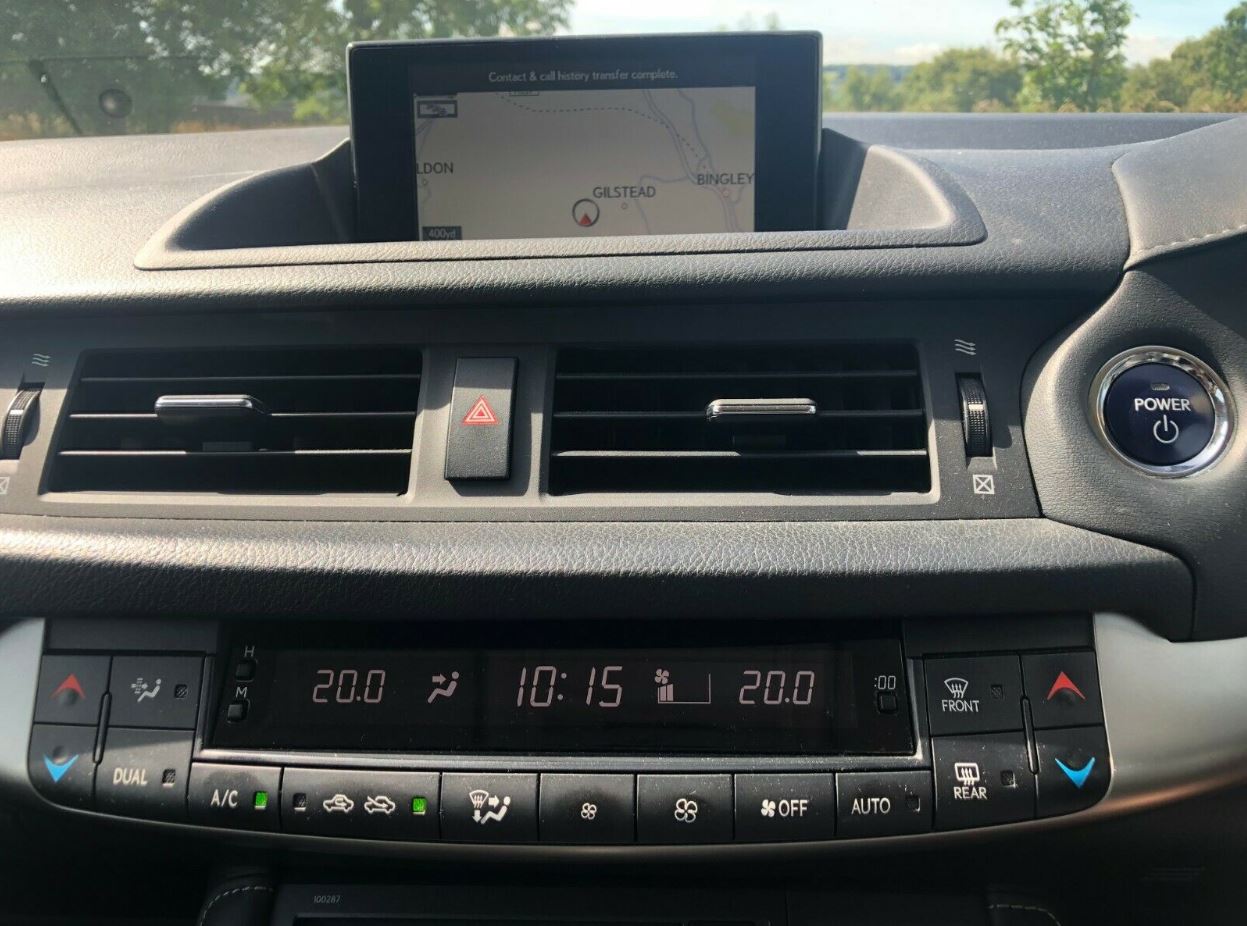 Contact & call history transfer complete.
LDON
BINGLEY
GILSTEAD
400yd
POWER
H
M
20.0
10:15
20.0
:00
FRONT
DUAL
REAR
A/C
OFF
AUTO
100287